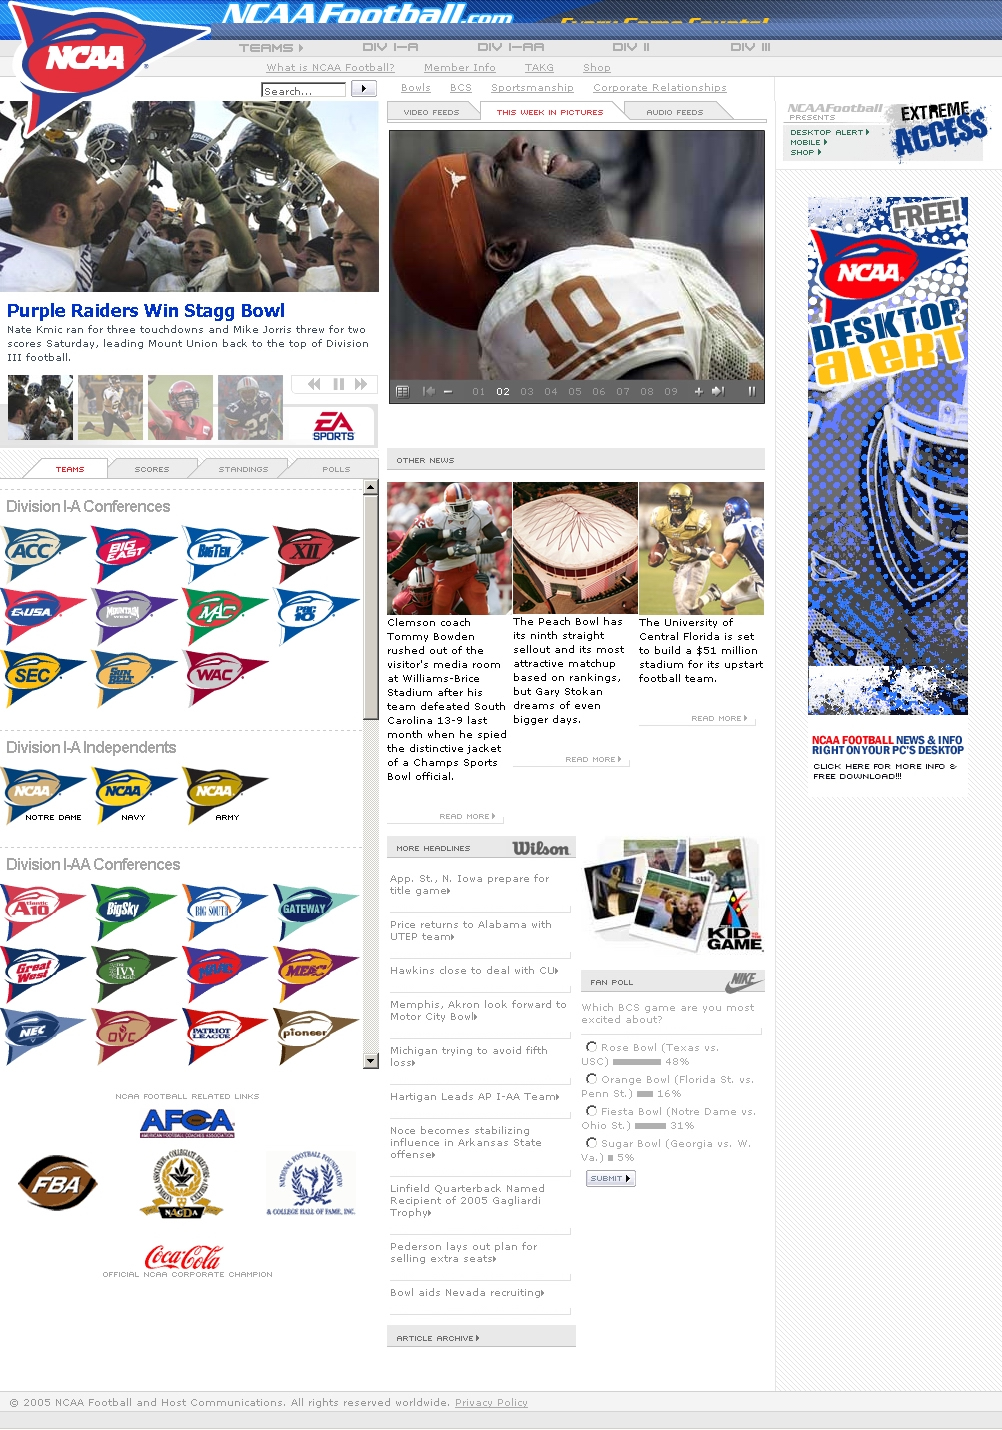 NCAAFootball.com
Every Game Counts!
NCAA
TEAMS
DIV I-A
DIV I-AA
DIV II
DIV III
What is NCAA Football?
Member Info
TAKG
Shop
Search...
Bowls
BCS
Sportsmanship
Corporate Relationships
VIDEO FEEDS
THIS WEEK IN PICTURES
AUDIO FEEDS
NCAAFootball
PRESENTS
DESKTOP ALERT
MOBILE
SHOP
EXTREME
ACCESS
Purple Raiders Win Stagg Bowl
Nate Kmic ran for three touchdowns and Mike Jorris threw for two
scores Saturday, leading Mount Union back to the top of Division
III football.
EA
SPORTS
10
01 02 03 04 05 06 07 08 09
FREE!
NCAA
DESKTOP
ALERT
NCAA FOOTBALL NEWS & INFO
RIGHT ON YOUR PC'S DESKTOP
CLICK HERE FOR MORE INFO &
FREE DOWNLOAD!!!
TEAMS
SCORES
STANDINGS
POLLS
Division I-A Conferences
ACC
BIG EAST
BIG TEN
XII
C-USA
MOUNTAIN WEST
MAC
PAC 10
SEC
SUN BELT
WAC
Division I-A Independents
NCAA
NCAA
NCAA
NOTRE DAME
NAVY
ARMY
Division I-AA Conferences
Atlantic A10
BigSky
BIG SOUTH
GATEWAY
Great West
THE IVY LEAGUE
MAAC
MEAC
NEC
OVC
PATRIOT LEAGUE
pioneer
NCAA FOOTBALL RELATED LINKS
AFCA
AMERICAN FOOTBALL COACHES ASSOCIATION
FBA
NACDA
NATIONAL FOOTBALL FOUNDATION
& COLLEGE HALL OF FAME, INC.
Coca-Cola
OFFICIAL NCAA CORPORATE CHAMPION
OTHER NEWS
Clemson coach
Tommy Bowden
rushed out of the
visitor's media room
at Williams-Brice
Stadium after his
team defeated South
Carolina 13-9 last
month when he spied
the distinctive jacket
of a Champs Sports
Bowl official.
READ MORE
The Peach Bowl has
its ninth straight
sellout and its most
attractive matchup
based on rankings,
but Gary Stokan
dreams of even
bigger days.
READ MORE
The University of
Central Florida is set
to build a $51 million
stadium for its upstart
football team.
READ MORE
MORE HEADLINES
Wilson
App. St., N. Iowa prepare for
title game
Price returns to Alabama with
UTEP team
Hawkins close to deal with CU
Memphis, Akron look forward to
Motor City Bowl
Michigan trying to avoid fifth
loss
Hartigan Leads AP I-AA Team
Noce becomes stabilizing
influence in Arkansas State
offense
Linfield Quarterback Named
Recipient of 2005 Gagliardi
Trophy
Pederson lays out plan for
selling extra seats
Bowl aids Nevada recruiting
ARTICLE ARCHIVE
KID
GAME
FAN POLL
NIKE
Which BCS game are you most
excited about?
Rose Bowl (Texas vs.
USC) 48%
Orange Bowl (Florida St. vs.
Penn St.) 16%
Fiesta Bowl (Notre Dame vs.
Ohio St.) 31%
Sugar Bowl (Georgia vs. W.
Va.) 5%
SUBMIT
© 2005 NCAA Football and Host Communications. All rights reserved worldwide. Privacy Policy